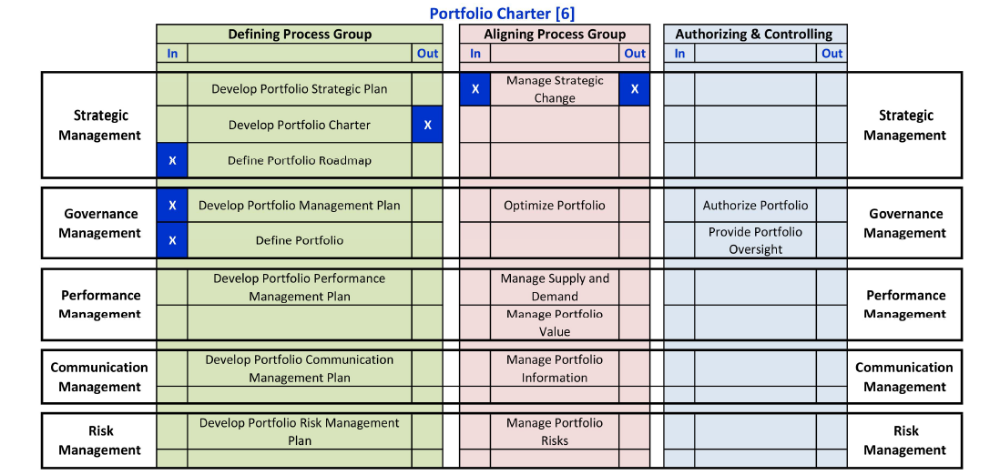 Portfolio Charter [6]
Defining Process Group
Aligning Process Group
Authorizing & Controlling
In
Out
In
Out
In
Out
Strategic
Management
Develop Portfolio Strategic Plan
X
Manage Strategic
Change
X
Strategic
Management
Develop Portfolio Charter
X
X
Define Portfolio Roadmap
Governance
Management
X
Develop Portfolio Management Plan
Optimize Portfolio
Authorize Portfolio
Governance
Management
X
Define Portfolio
Provide Portfolio
Oversight
Performance
Management
Develop Portfolio Performance
Management Plan
Manage Supply and
Demand
Manage Portfolio
Value
Performance
Management
Communication
Management
Develop Portfolio Communication
Management Plan
Manage Portfolio
Information
Communication
Management
Risk
Management
Develop Portfolio Risk Management
Plan
Manage Portfolio
Risks
Risk
Management